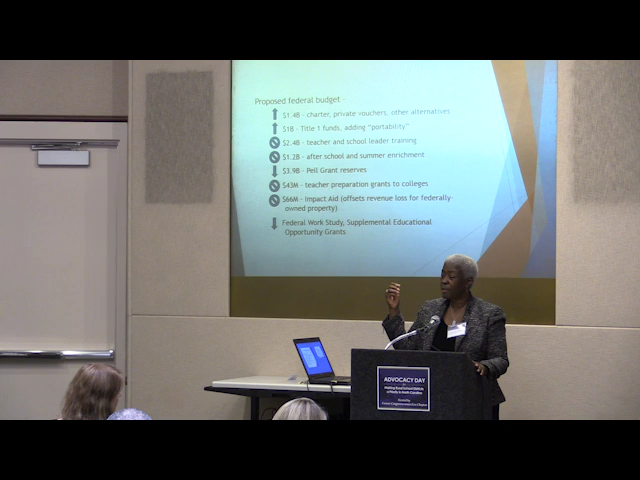 Proposed federal budget -
$1.4B - charter, private vouchers, other alternatives
$1B - Title 1 funds, adding "portability"
$2.4B - teacher and school leader training
$1.2B - after school and summer enrichment
$3.9B - Pell Grant reserves
$43M - teacher preparation grants to colleges
$66M - Impact Aid (offsets revenue loss for federally-
owned property)
Federal Work Study, Supplemental Educational
Opportunity Grants
ADVOCACY DAY